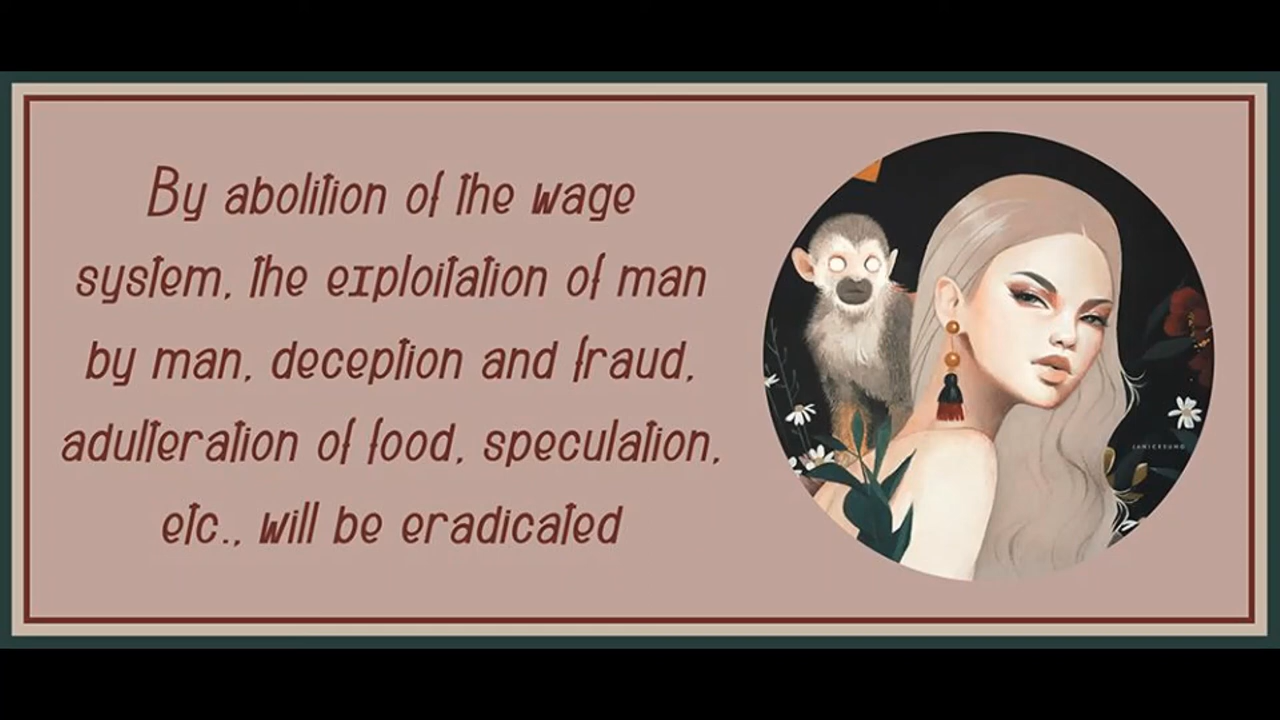 By abolition of the wage
system, the exploitation of man
by man, deception and fraud,
adulteration of food, speculation,
etc., will be eradicated
JANICESUNG